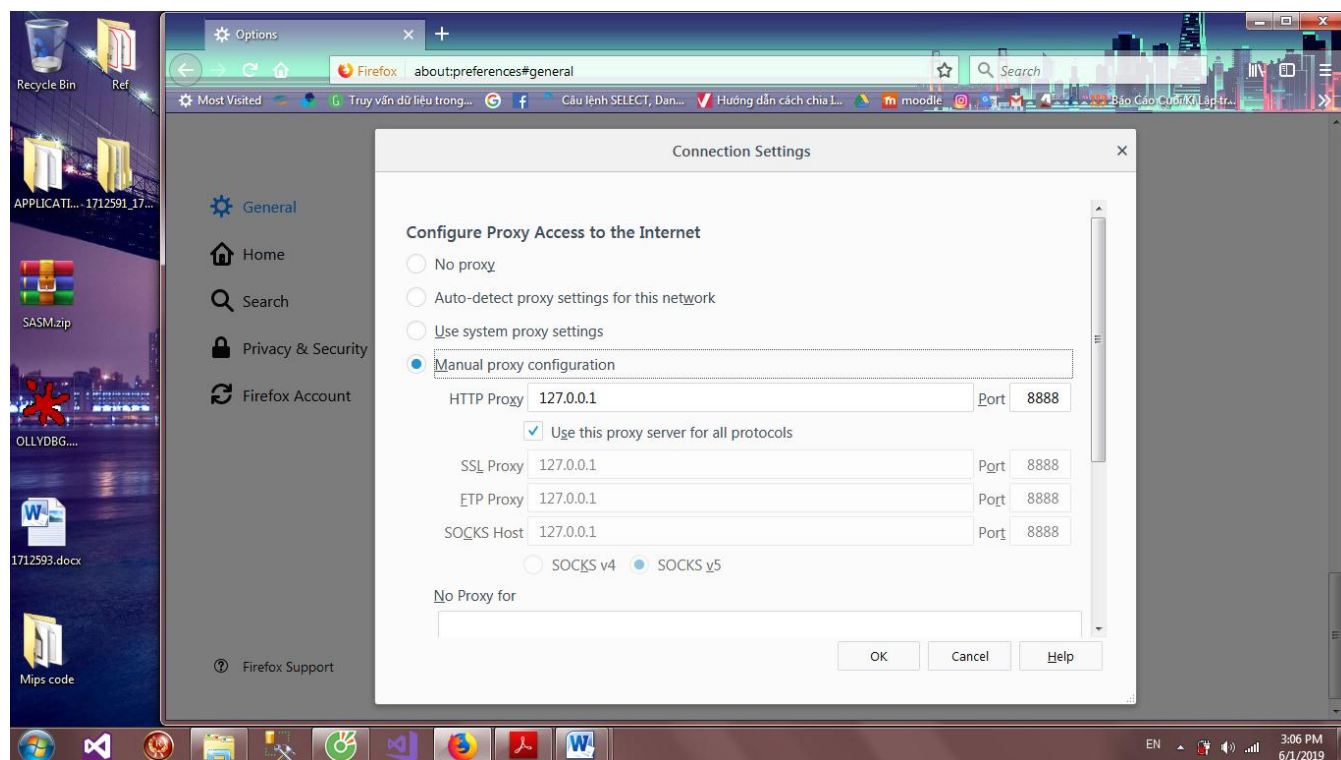 Recycle Bin
Ref
APPLICATI...
1712591_17...
SASM.zip
OLLYDBG....
1712593.docx
Mips code
Options
Firefox about:preferences#general
Search
Most Visited
Truy vấn dữ liệu trong...
Câu lệnh SELECT, Dan...
Hướng dẫn cách chia l...
moodle
Báo Cáo Cuối Kì Lập tr...
General
Home
Search
Privacy & Security
Firefox Account
Firefox Support
Connection Settings
Configure Proxy Access to the Internet
No proxy
Auto-detect proxy settings for this network
Use system proxy settings
Manual proxy configuration
HTTP Proxy 127.0.0.1 Port 8888
Use this proxy server for all protocols
SSL Proxy 127.0.0.1 Port 8888
FTP Proxy 127.0.0.1 Port 8888
SOCKS Host 127.0.0.1 Port 8888
SOCKS v4 SOCKS v5
No Proxy for
OK Cancel Help
EN
3:06 PM
6/1/2019